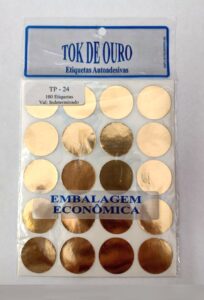 TOK DE OURO
Etiquetas Autoadesivas
TP - 24
180 Etiquetas
Val: Indeterminado
EMBALAGEM
ECONÔMICA